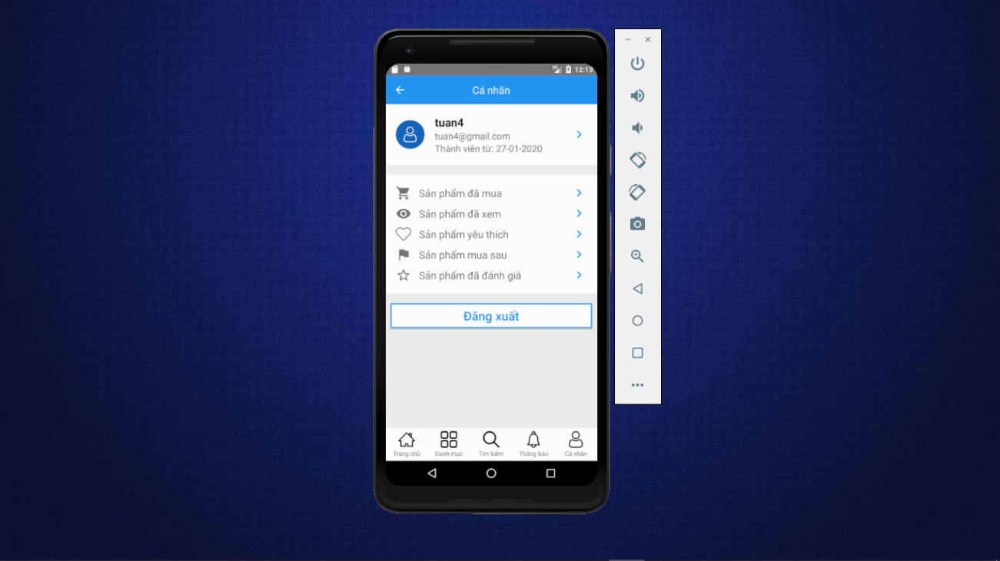 12:13
Cá nhân
tuan4
tuan4@gmail.com
Thành viên từ: 27-01-2020
Sản phẩm đã mua
Sản phẩm đã xem
Sản phẩm yêu thích
Sản phẩm mua sau
Sản phẩm đã đánh giá
Đăng xuất
Trang chủ Danh mục Tìm kiếm Thông báo Cá nhân